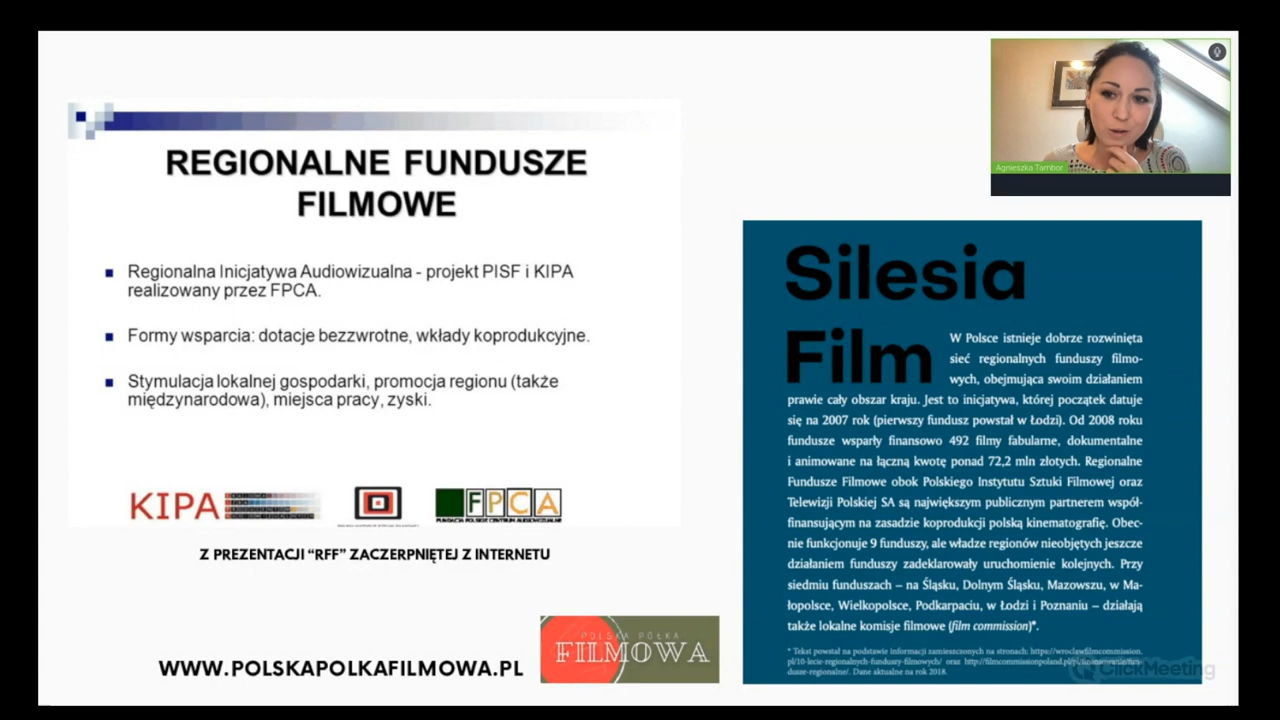 REGIONALNE FUNDUSZE
FILMOWE
Regionalna Inicjatywa Audiowizualna - projekt PISF i KIPA
realizowany przez FPCA.
Formy wsparcia: dotacje bezzwrotne, wkłady koprodukcyjne.
Stymulacja lokalnej gospodarki, promocja regionu (także
międzynarodowa), miejsca pracy, zyski.
KIPA
FPCA
FUNDACJA POLSKIE CENTRUM AUDIOWIZUALNE
Z PREZENTACJI “RFF” ZACZERPNIĘTEJ Z INTERNETU
WWW.POLSKAPOLKAFILMOWA.PL
POLSKA PÓŁKA
FILMOWA
Agnieszka Tambor
Silesia
Film
W Polsce istnieje dobrze rozwinięta
sieć regionalnych funduszy filmo-
wych, obejmująca swoim działaniem
prawie cały obszar kraju. Jest to inicjatywa, której początek datuje
się na 2007 rok (pierwszy fundusz powstał w Łodzi). Od 2008 roku
fundusze wsparły finansowo 492 filmy fabularne, dokumentalne
i animowane na łączną kwotę ponad 72,2 mln złotych. Regionalne
Fundusze Filmowe obok Polskiego Instytutu Sztuki Filmowej oraz
Telewizji Polskiej SA są największym publicznym partnerem współ-
finansującym na zasadzie koprodukcji polską kinematografię. Obec-
nie funkcjonuje 9 funduszy, ale władze regionów nieobjętych jeszcze
działaniem funduszy zadeklarowały uruchomienie kolejnych. Przy
siedmiu funduszach – na Śląsku, Dolnym Śląsku, Mazowszu, w Ma-
łopolsce, Wielkopolsce, Podkarpaciu, w Łodzi i Poznaniu – działają
także lokalne komisje filmowe (film commission)*.
* Tekst powstał na podstawie informacji zamieszczonych na stronach: https://wroclawfilmcommission.
pl/10-lecie-regionalnych-funduszy-filmowych/ oraz http://filmcommissionpoland.pl/pl/finansowanie/fun-
dusze-regionalne/. Dane aktualne na rok 2018.
ClickMeeting